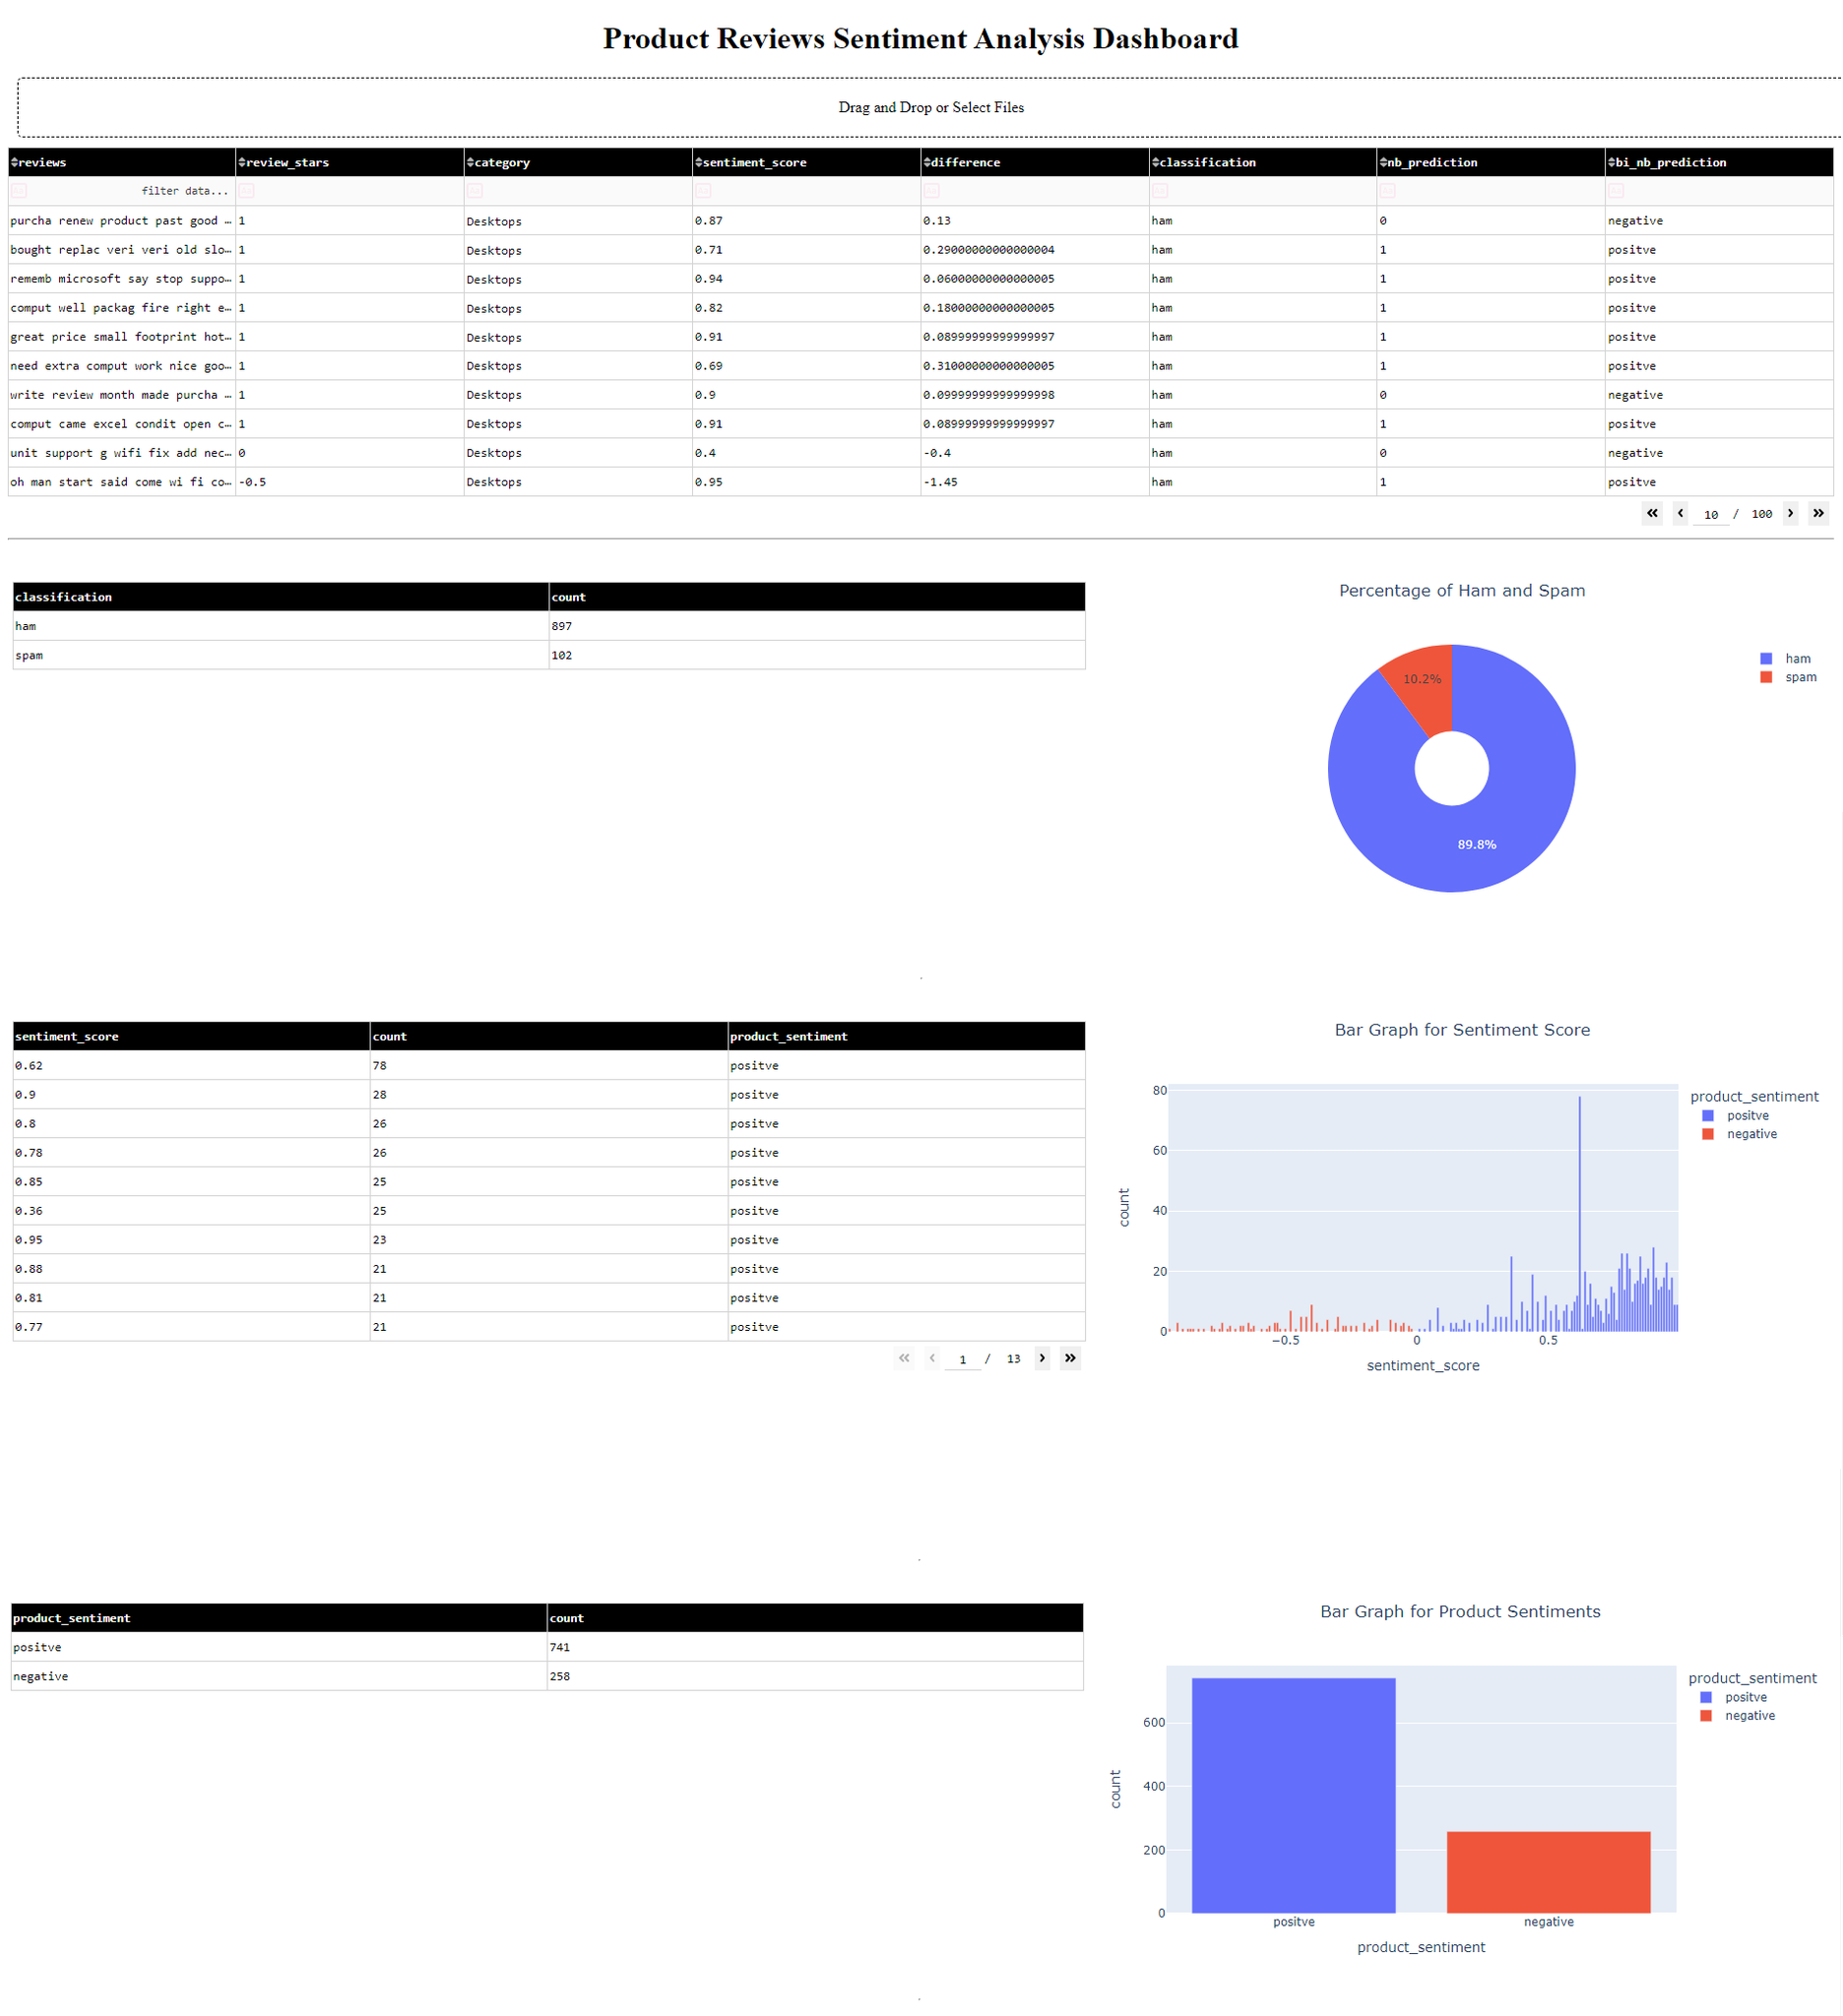 Product Reviews Sentiment Analysis Dashboard
Drag and Drop or Select Files
reviews review_stars category sentiment_score difference classification nb_prediction bi_nb_prediction
filter data...
purcha renew product past good … 1 Desktops 0.87 0.13 ham 0 negative
bought replac veri veri old slo… 1 Desktops 0.71 0.29000000000000004 ham 1 positve
rememb microsoft say stop suppo… 1 Desktops 0.94 0.06000000000000005 ham 1 positve
comput well packag fire right e… 1 Desktops 0.82 0.18000000000000005 ham 1 positve
great price small footprint hot… 1 Desktops 0.91 0.08999999999999997 ham 1 positve
need extra comput work nice goo… 1 Desktops 0.69 0.31000000000000005 ham 1 positve
write review month made purcha … 1 Desktops 0.9 0.09999999999999998 ham 0 negative
comput came excel condit open c… 1 Desktops 0.91 0.08999999999999997 ham 1 positve
unit support g wifi fix add nec… 0 Desktops 0.4 -0.4 ham 0 negative
oh man start said come wi fi co… -0.5 Desktops 0.95 -1.45 ham 1 positve
« ‹ 10 / 100 › »
classification count
ham 897
spam 102
Percentage of Ham and Spam
ham
spam
10.2%
89.8%
sentiment_score count product_sentiment
0.62 78 positve
0.9 28 positve
0.8 26 positve
0.78 26 positve
0.85 25 positve
0.36 25 positve
0.95 23 positve
0.88 21 positve
0.81 21 positve
0.77 21 positve
« ‹ 1 / 13 › »
Bar Graph for Sentiment Score
product_sentiment
positve
negative
80
60
40
20
0
count
−0.5 0 0.5
sentiment_score
product_sentiment count
positve 741
negative 258
Bar Graph for Product Sentiments
product_sentiment
positve
negative
600
400
200
0
count
positve negative
product_sentiment